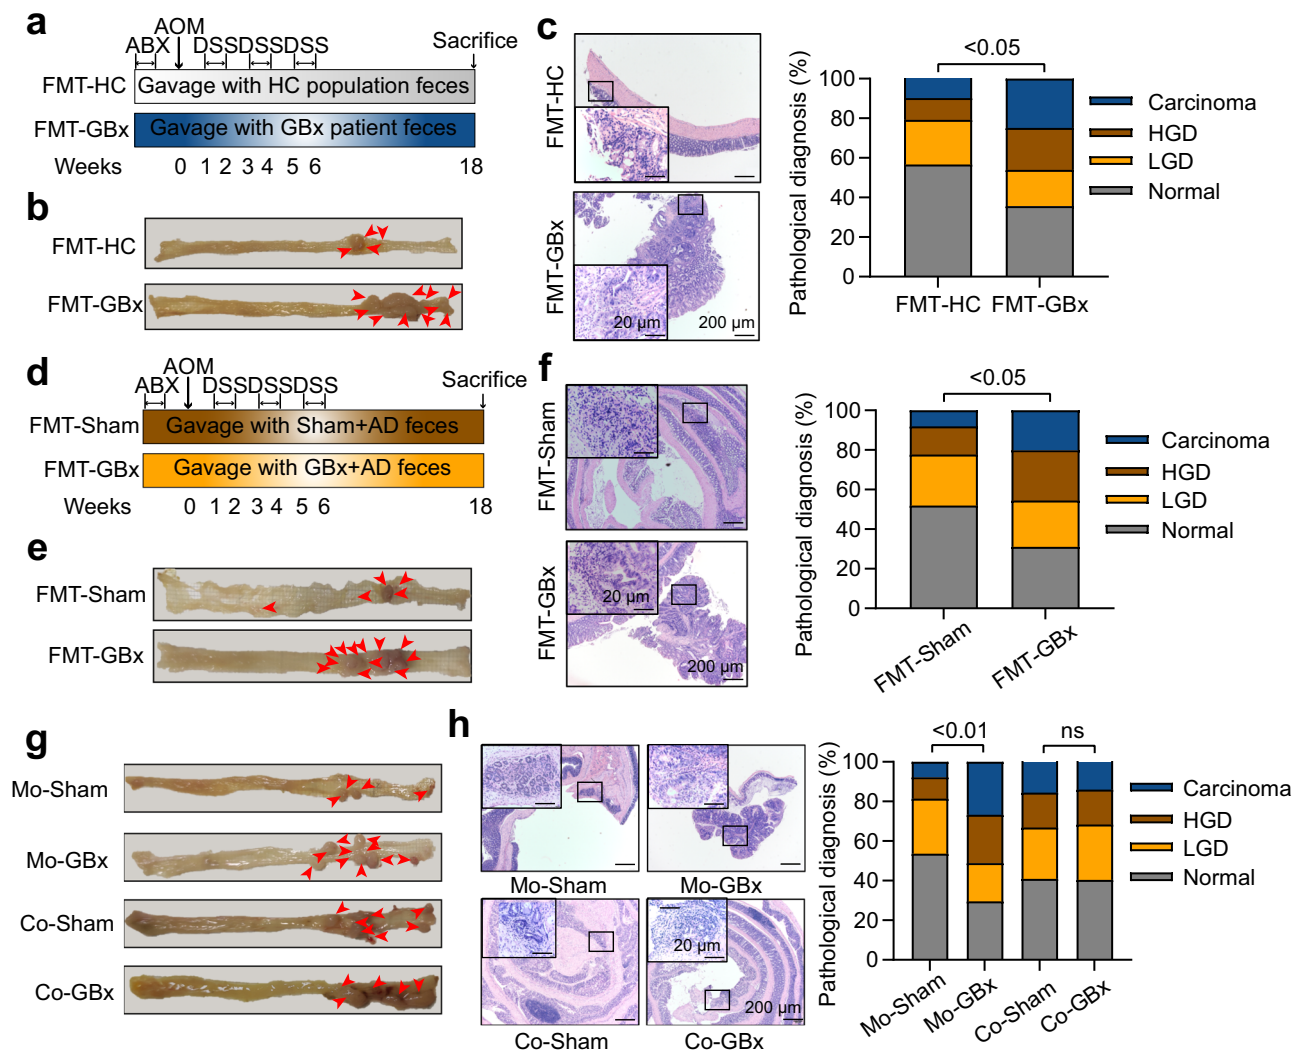 a
AOM
ABX DSSDSSDSS Sacrifice
FMT-HC Gavage with HC population feces
FMT-GBx Gavage with GBx patient feces
Weeks 0 1 2 3 4 5 6 18
b
FMT-HC
FMT-GBx
c
FMT-HC
FMT-GBx
20 µm
200 µm
<0.05
Pathological diagnosis (%)
100
80
60
40
20
0
FMT-HC FMT-GBx
Carcinoma
HGD
LGD
Normal
d
AOM
ABX DSSDSSDSS Sacrifice
FMT-Sham Gavage with Sham+AD feces
FMT-GBx Gavage with GBx+AD feces
Weeks 0 1 2 3 4 5 6 18
e
FMT-Sham
FMT-GBx
f
FMT-Sham
FMT-GBx
20 µm
200 µm
<0.05
Pathological diagnosis (%)
100
80
60
40
20
0
FMT-Sham FMT-GBx
Carcinoma
HGD
LGD
Normal
g
Mo-Sham
Mo-GBx
Co-Sham
Co-GBx
h
Mo-Sham Mo-GBx
20 µm
200 µm
Co-Sham Co-GBx
<0.01 ns
Pathological diagnosis (%)
100
80
60
40
20
0
Mo-Sham Mo-GBx Co-Sham Co-GBx
Carcinoma
HGD
LGD
Normal